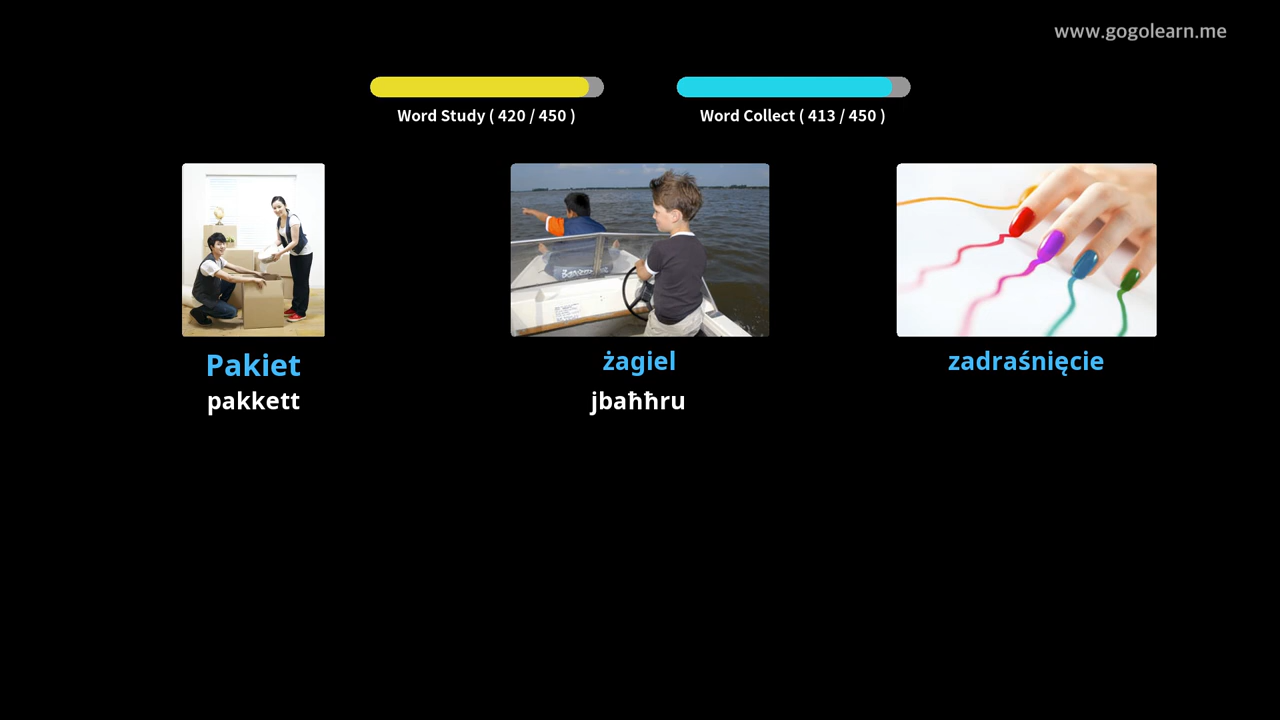 www.gogolearn.me
Word Study ( 420 / 450 )
Word Collect ( 413 / 450 )
Pakiet
żagiel
zadraśnięcie
pakkett
jbaħħru